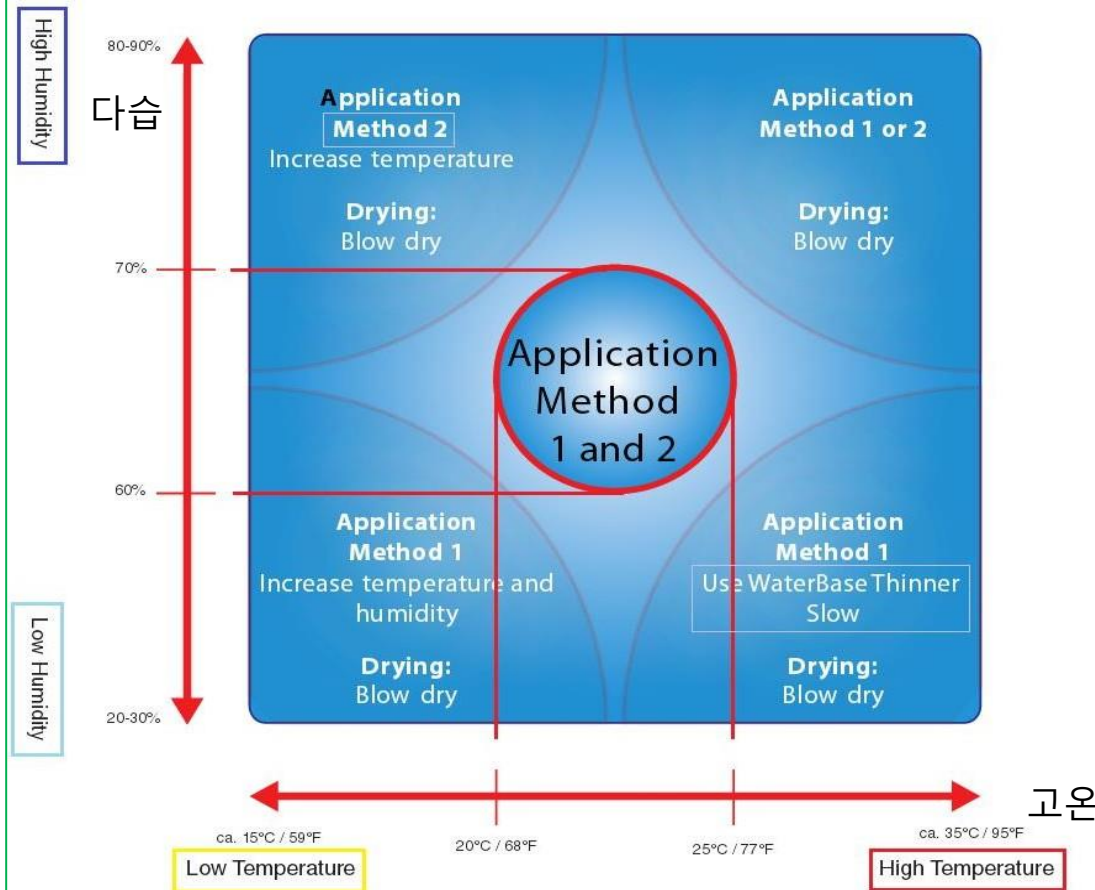 High Humidity
80-90%
다습
Application
Method 2
Increase temperature
Drying:
Blow dry
Application
Method 1 or 2
Drying:
Blow dry
70%
Application
Method
1 and 2
60%
Application
Method 1
Increase temperature and
humidity
Drying:
Blow dry
Application
Method 1
Use WaterBase Thinner
Slow
Drying:
Blow dry
Low Humidity
20-30%
고온
ca. 15°C / 59°F
20°C / 68°F
25°C / 77°F
ca. 35°C / 95°F
Low Temperature
High Temperature